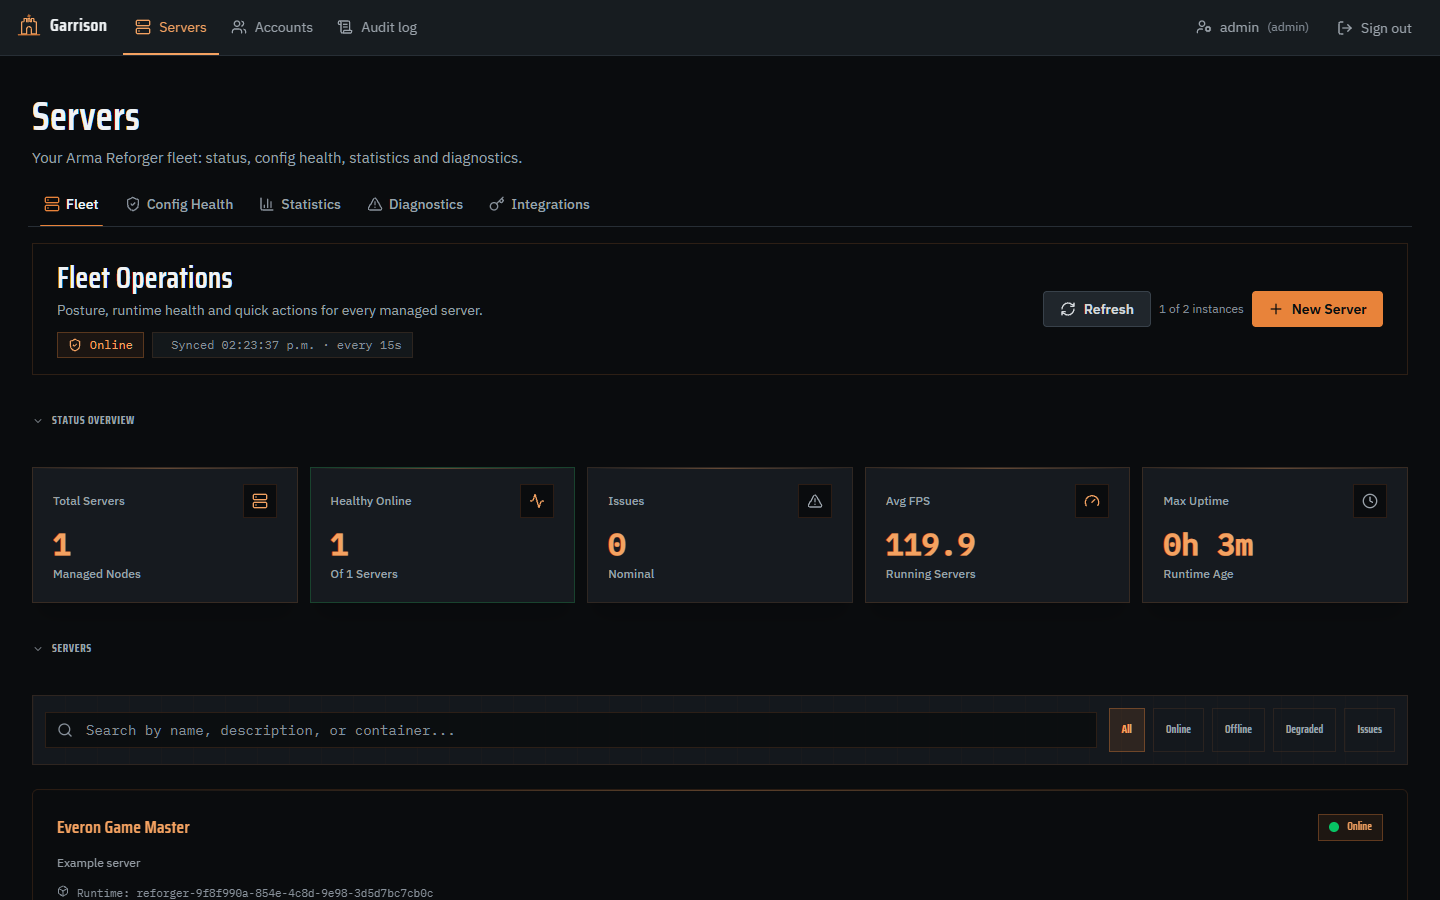 Garrison
Servers
Accounts
Audit log
admin (admin)
Sign out
Servers
Your Arma Reforger fleet: status, config health, statistics and diagnostics.
Fleet
Config Health
Statistics
Diagnostics
Integrations
Fleet Operations
Posture, runtime health and quick actions for every managed server.
Online
Synced 02:23:37 p.m. · every 15s
Refresh
1 of 2 instances
New Server
STATUS OVERVIEW
Total Servers
1
Managed Nodes
Healthy Online
1
Of 1 Servers
Issues
0
Nominal
Avg FPS
119.9
Running Servers
Max Uptime
0h 3m
Runtime Age
SERVERS
Search by name, description, or container...
All
Online
Offline
Degraded
Issues
Everon Game Master
Online
Example server
Runtime: reforger-9f8f990a-854e-4c8d-9e98-3d5d7bc7cb0c